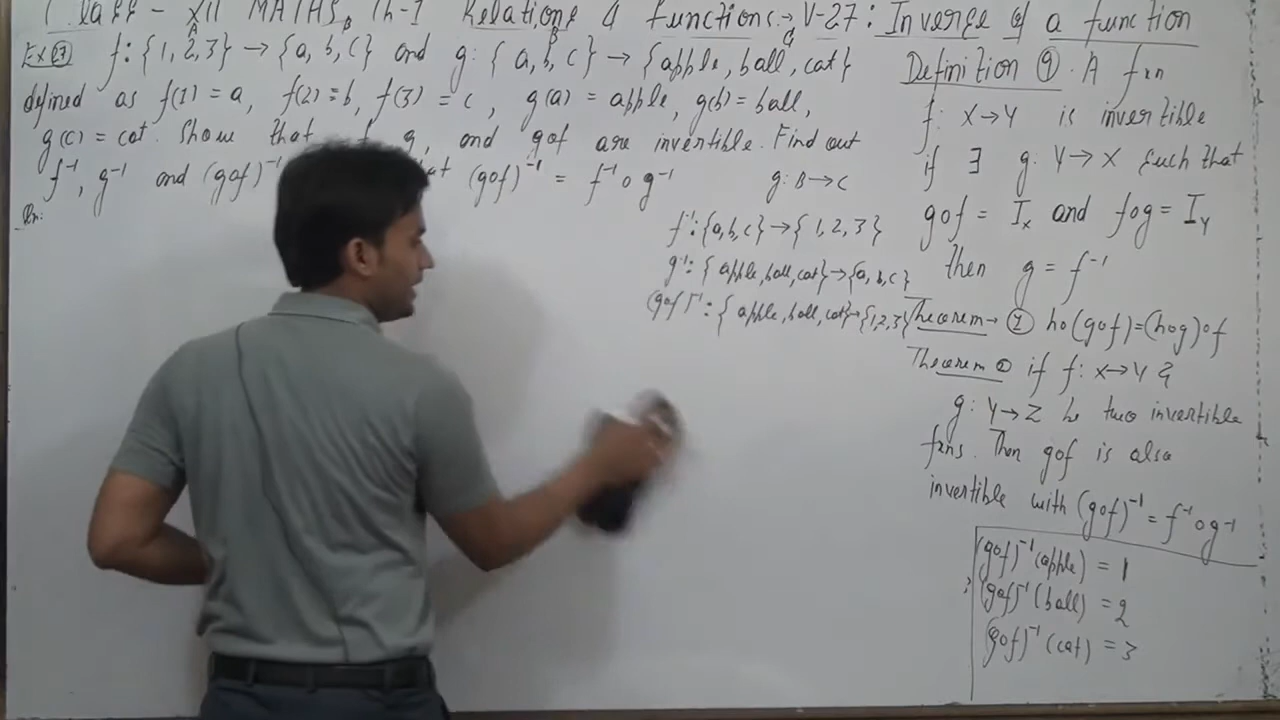 Class - XII MATHS, Ch-1 Relations & functions → V-27: Inverse of a function
Ex 27 f: {1, 2, 3} → {a, b, c} and g: {a, b, c} → {apple, ball, cat}
A B C
defined as f(1) = a, f(2) = b, f(3) = c, g(a) = apple, g(b) = ball,
g(c) = cat. Show that f g, and gof are invertible. Find out
f⁻¹, g⁻¹ and (gof)⁻¹ at (gof)⁻¹ = f⁻¹ o g⁻¹
g: B→C
f⁻¹: {a, b, c} → {1, 2, 3}
g⁻¹: {apple, ball, cat} → {a, b, c}
(gof)⁻¹: {apple, ball, cat} → {1, 2, 3}
Definition 9. A fxn
f: X→Y is invertible
if ∃ g: Y→X such that
gof = I_X and fog = I_Y
then g = f⁻¹
Theorem → 1 ho(gof) = (hog)of
Theorem if f: X→Y &
g: Y→Z be two invertible
fxns. Then gof is also
invertible with (gof)⁻¹ = f⁻¹ o g⁻¹
(gof)⁻¹(apple) = 1
(gof)⁻¹(ball) = 2
(gof)⁻¹(cat) = 3